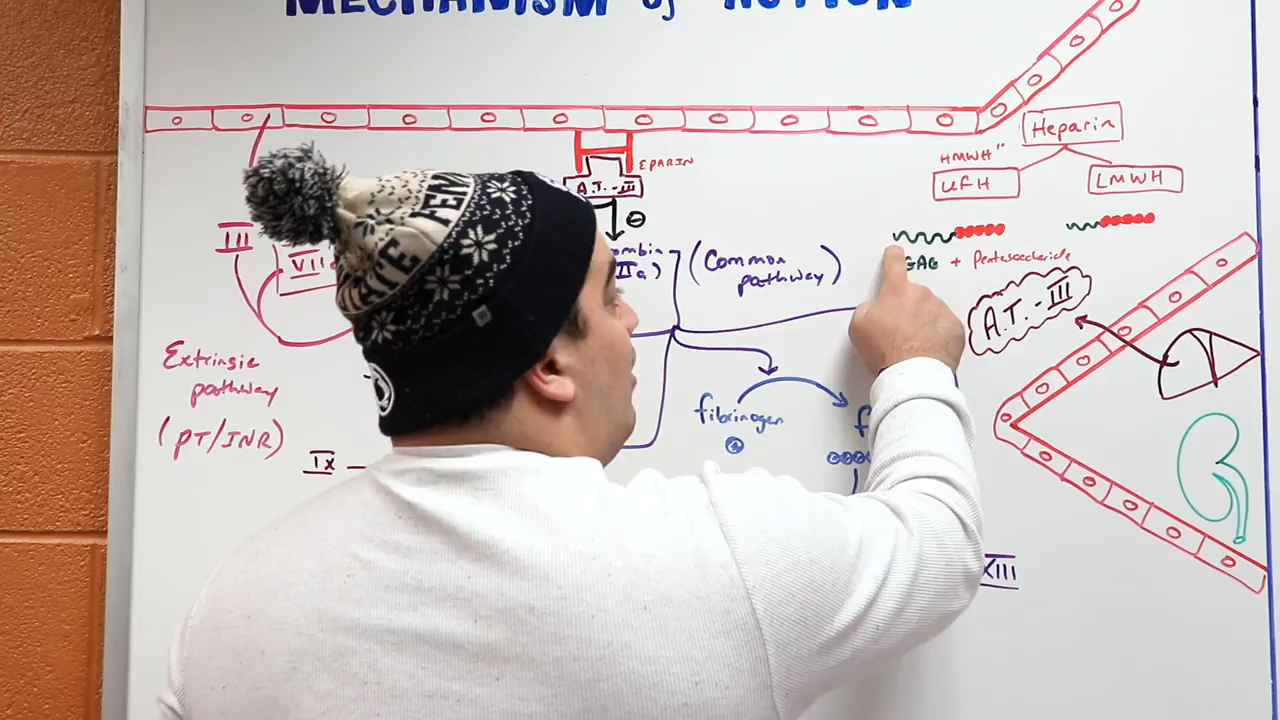 MECHANISM of ACTION
Heparin
HMWH"
UFH
LMWH
EPARIN
A.T.-III
III
VIIa
(Common
pathway)
GAG + Pentasaccharide
A.T.-III
Extrinsic
pathway
(PT/INR)
fibrinogen
IX
XIII